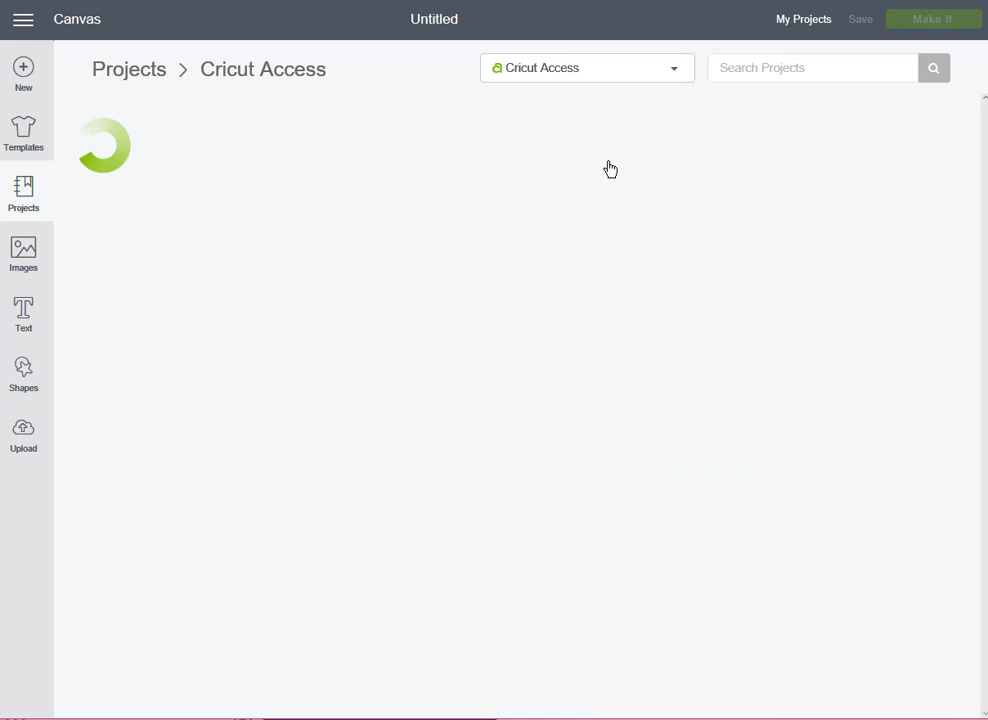 Canvas
Untitled
My Projects
Save
Make It
New
Templates
Projects
Images
Text
Shapes
Upload
Projects > Cricut Access
a Cricut Access
Search Projects